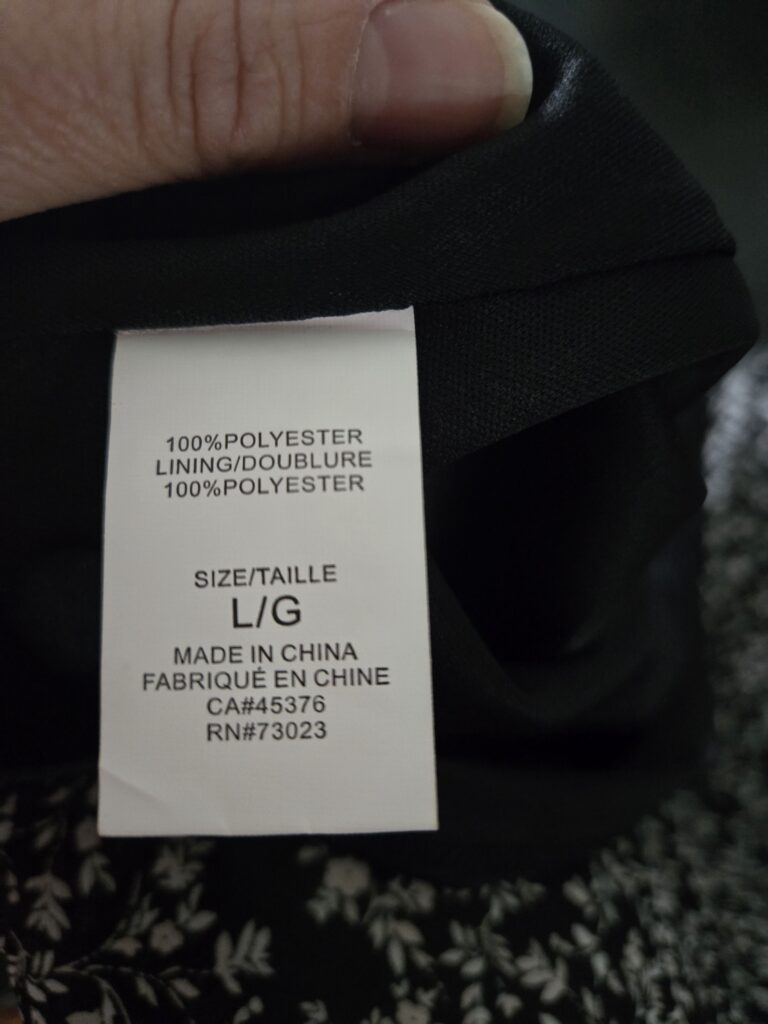 100%POLYESTER
LINING/DOUBLURE
100%POLYESTER
SIZE/TAILLE
L/G
MADE IN CHINA
FABRIQUÉ EN CHINE
CA#45376
RN#73023